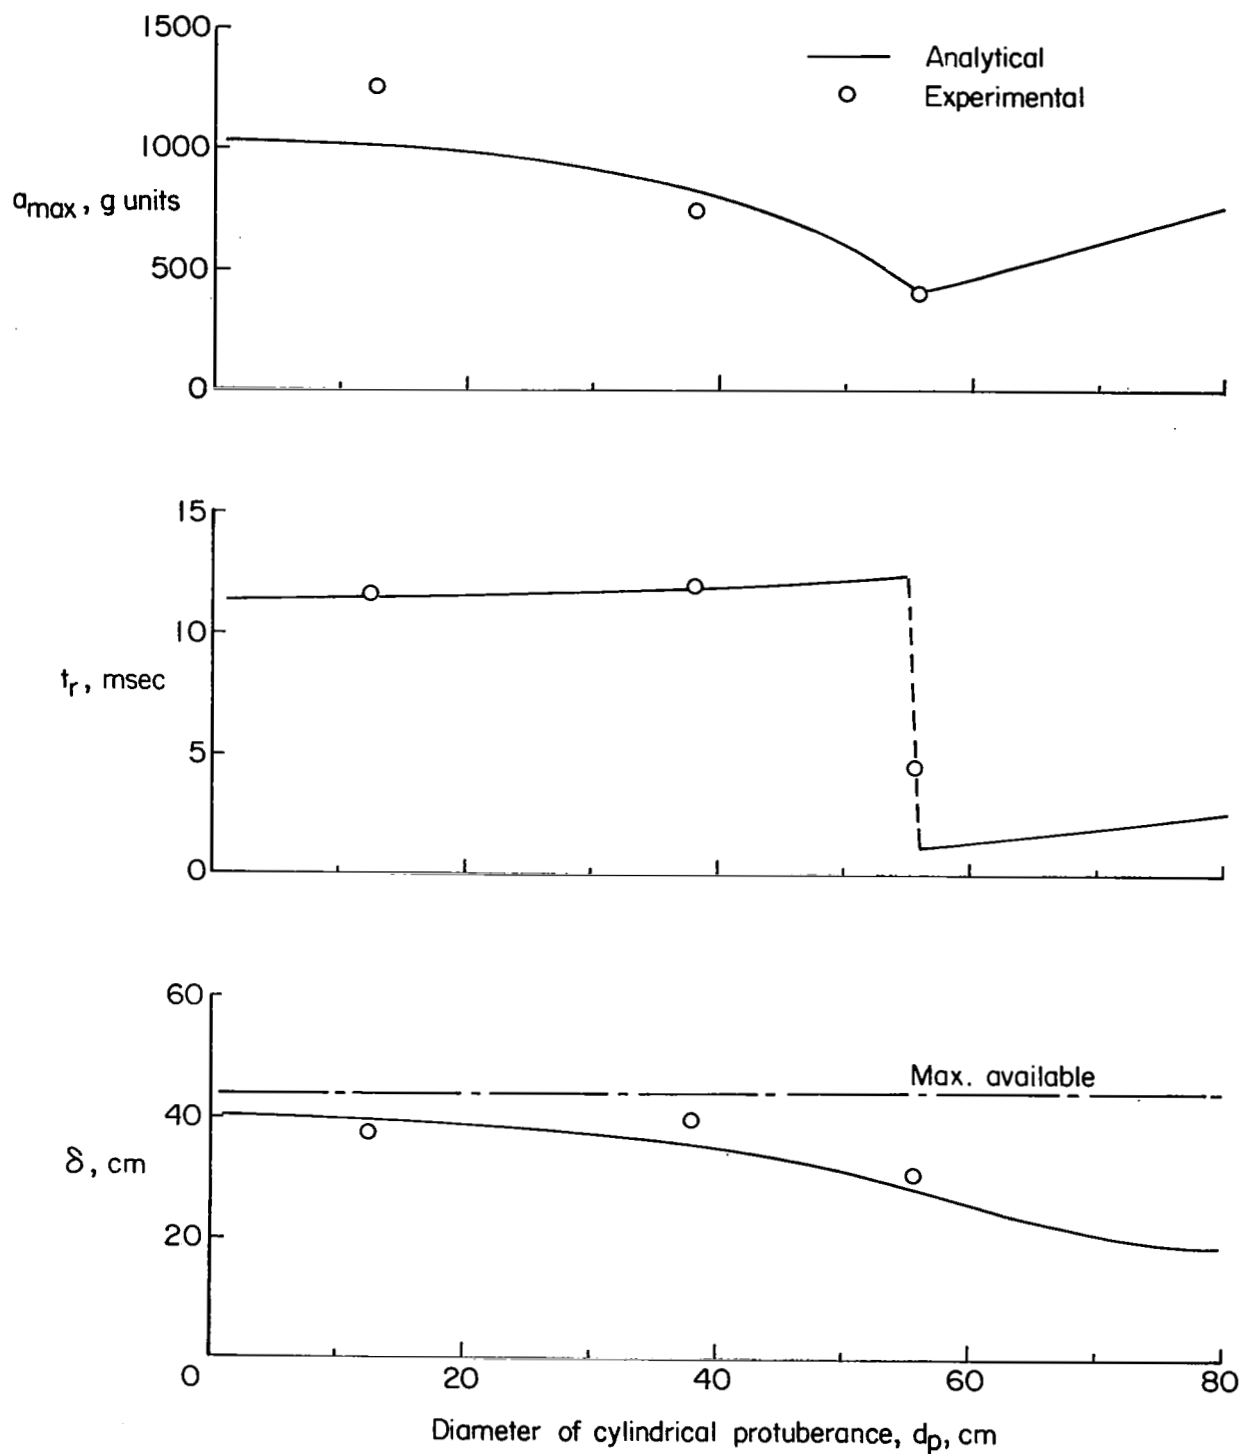 1500
Analytical
Experimental
1000
a_max, g units
500
0
15
10
t_r, msec
5
0
60
Max. available
40
δ, cm
20
0 20 40 60 80
Diameter of cylindrical protuberance, d_p, cm